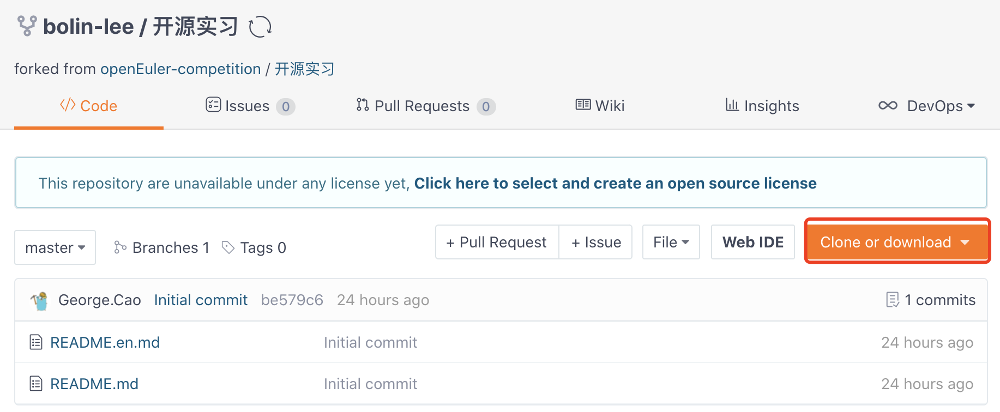 bolin-lee / 开源实习
forked from openEuler-competition / 开源实习
Code Issues 0 Pull Requests 0 Wiki Insights DevOps
This repository are unavailable under any license yet, Click here to select and create an open source license
master Branches 1 Tags 0 + Pull Request + Issue File Web IDE Clone or download
George.Cao Initial commit be579c6 24 hours ago 1 commits
README.en.md Initial commit 24 hours ago
README.md Initial commit 24 hours ago